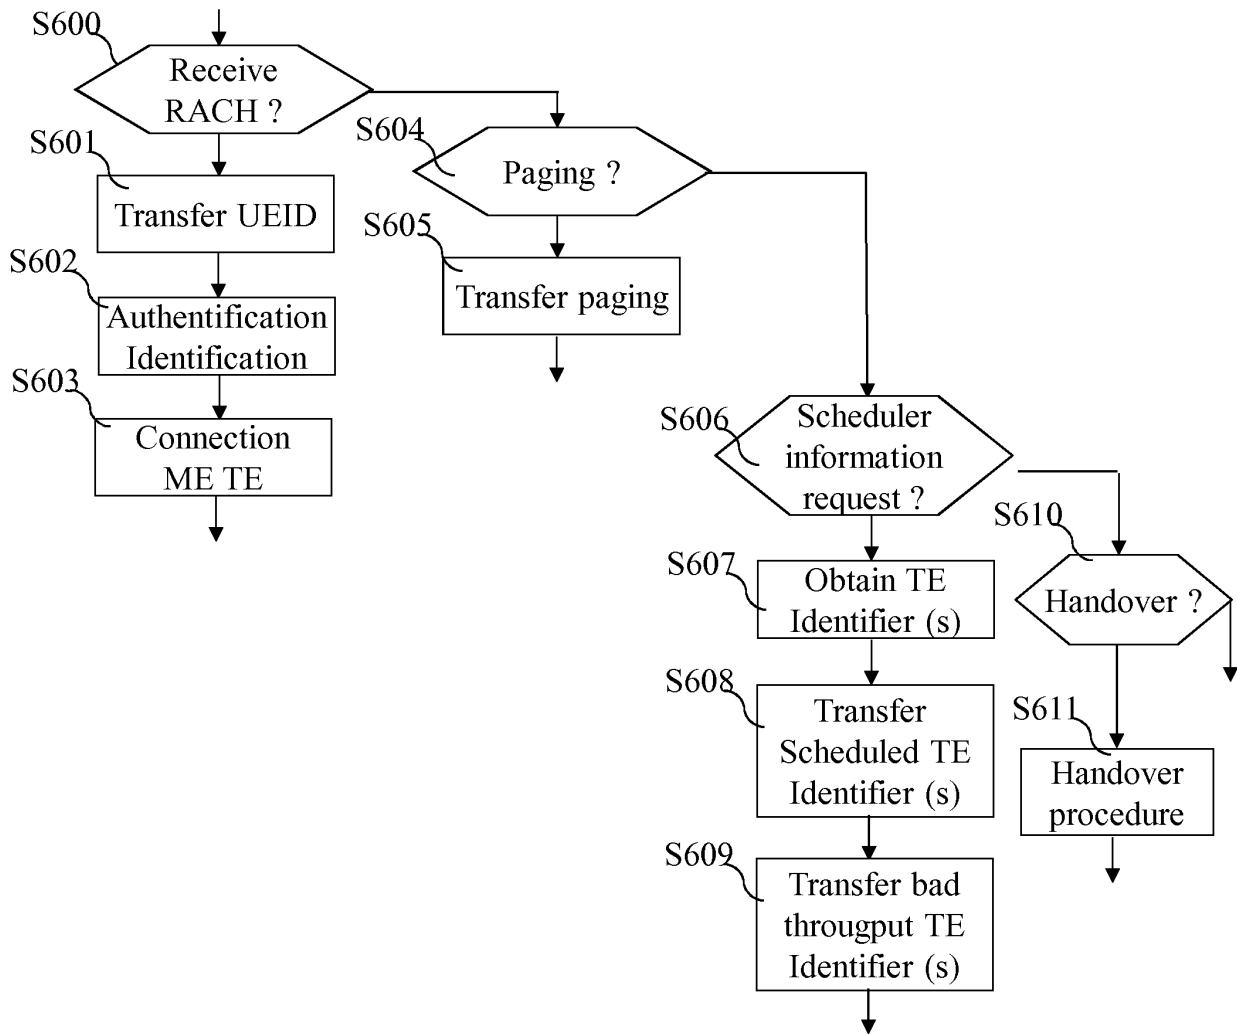 S600
Receive
RACH ?
S601
Transfer UEID
S602
Authentification
Identification
S603
Connection
ME TE
S604
Paging ?
S605
Transfer paging
S606
Scheduler
information
request ?
S607
Obtain TE
Identifier (s)
S608
Transfer
Scheduled TE
Identifier (s)
S609
Transfer bad
througput TE
Identifier (s)
S610
Handover ?
S611
Handover
procedure